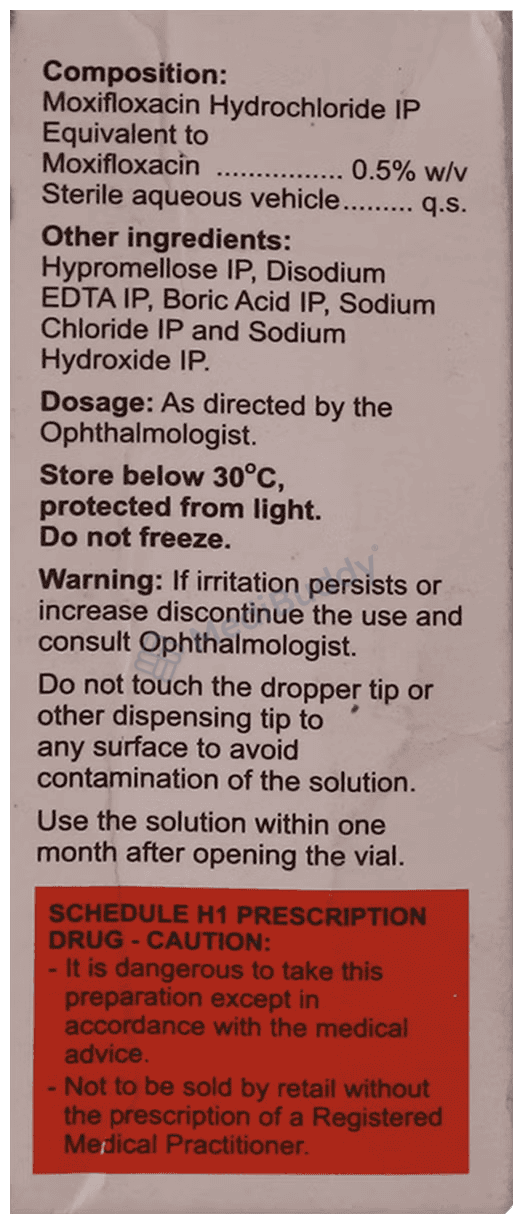 Composition:
Moxifloxacin Hydrochloride IP
Equivalent to
Moxifloxacin ................ 0.5% w/v
Sterile aqueous vehicle......... q.s.
Other ingredients:
Hypromellose IP, Disodium
EDTA IP, Boric Acid IP, Sodium
Chloride IP and Sodium
Hydroxide IP.
Dosage: As directed by the
Ophthalmologist.
Store below 30°C,
protected from light.
Do not freeze.
Warning: If irritation persists or
increase discontinue the use and
consult Ophthalmologist.
MediBuddy
Do not touch the dropper tip or
other dispensing tip to
any surface to avoid
contamination of the solution.
Use the solution within one
month after opening the vial.
SCHEDULE H1 PRESCRIPTION
DRUG - CAUTION:
- It is dangerous to take this
preparation except in
accordance with the medical
advice.
- Not to be sold by retail without
the prescription of a Registered
Medical Practitioner.